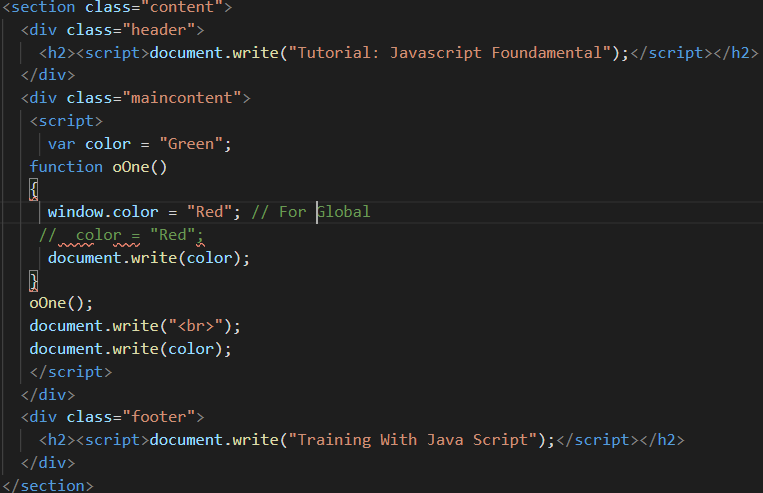 <section class="content">
<div class="header">
<h2><script>document.write("Tutorial: Javascript Foundamental");</script></h2>
</div>
<div class="maincontent">
<script>
var color = "Green";
function oOne()
{
window.color = "Red"; // For Global
//  color = "Red";
document.write(color);
}
oOne();
document.write("<br>");
document.write(color);
</script>
</div>
<div class="footer">
<h2><script>document.write("Training With Java Script");</script></h2>
</div>
</section>